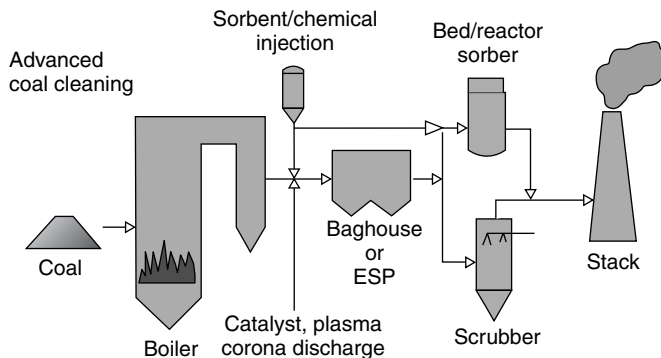 Sorbent/chemical
injection
Bed/reactor
sorber
Advanced
coal cleaning
Coal
Boiler
Baghouse
or
ESP
Catalyst, plasma
corona discharge
Scrubber
Stack